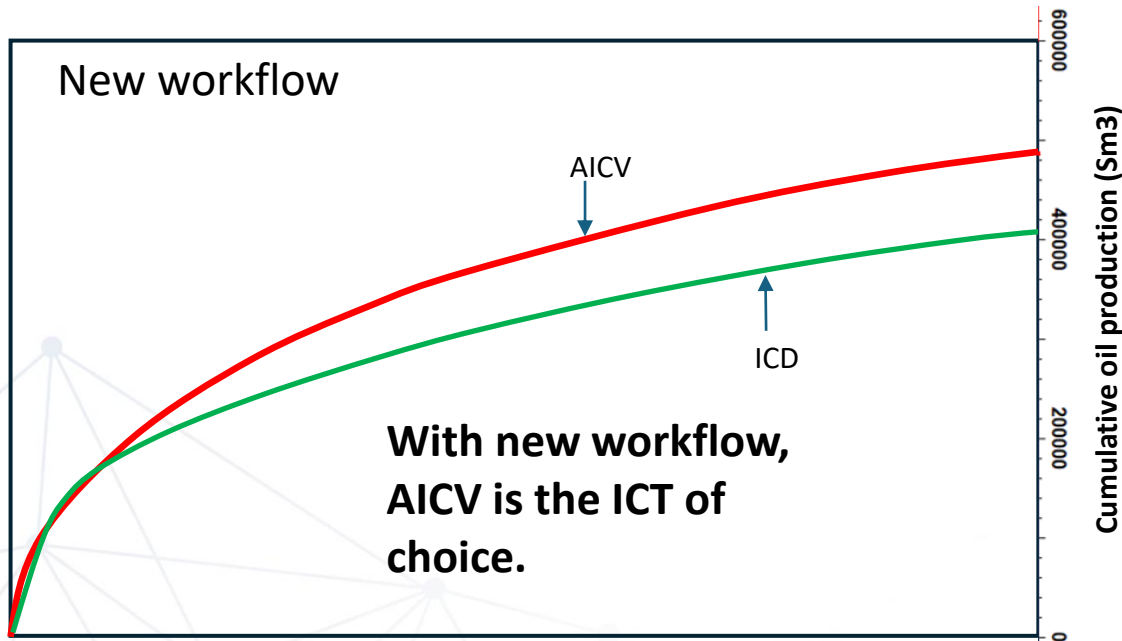 New workflow
AICV
ICD
With new workflow,
AICV is the ICT of
choice.
600000
400000
200000
0
Cumulative oil production (Sm3)